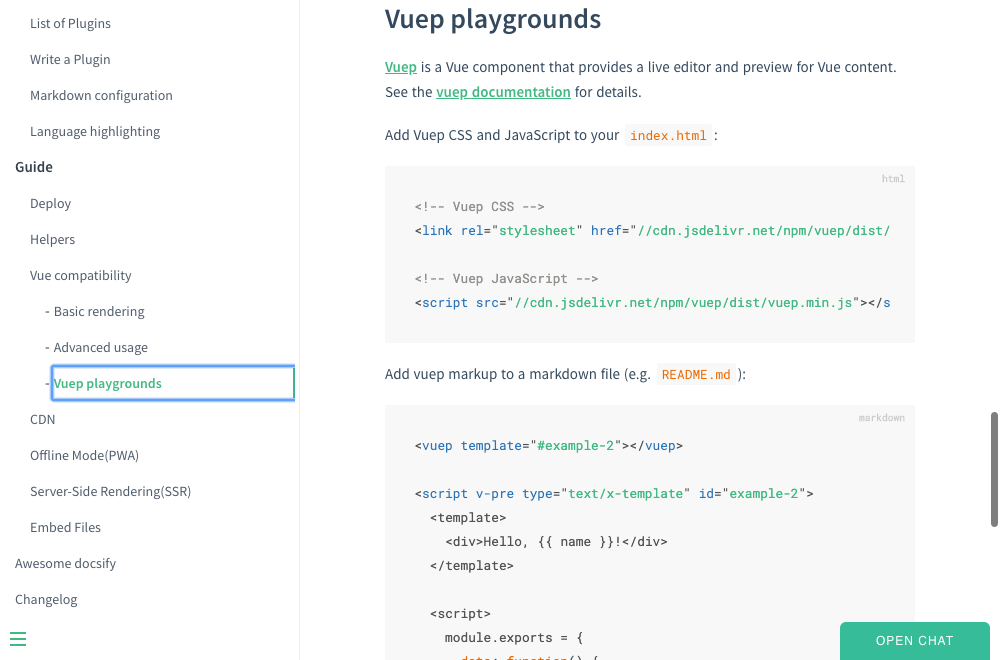 List of Plugins
Write a Plugin
Markdown configuration
Language highlighting
Guide
Deploy
Helpers
Vue compatibility
- Basic rendering
- Advanced usage
- Vuep playgrounds
CDN
Offline Mode(PWA)
Server-Side Rendering(SSR)
Embed Files
Awesome docsify
Changelog
Vuep playgrounds
Vuep is a Vue component that provides a live editor and preview for Vue content.
See the vuep documentation for details.
Add Vuep CSS and JavaScript to your index.html :
html
<!-- Vuep CSS -->
<link rel="stylesheet" href="//cdn.jsdelivr.net/npm/vuep/dist/
<!-- Vuep JavaScript -->
<script src="//cdn.jsdelivr.net/npm/vuep/dist/vuep.min.js"></s
Add vuep markup to a markdown file (e.g. README.md ):
markdown
<vuep template="#example-2"></vuep>
<script v-pre type="text/x-template" id="example-2">
<template>
<div>Hello, {{ name }}!</div>
</template>
<script>
module.exports = {
data: function() {
OPEN CHAT